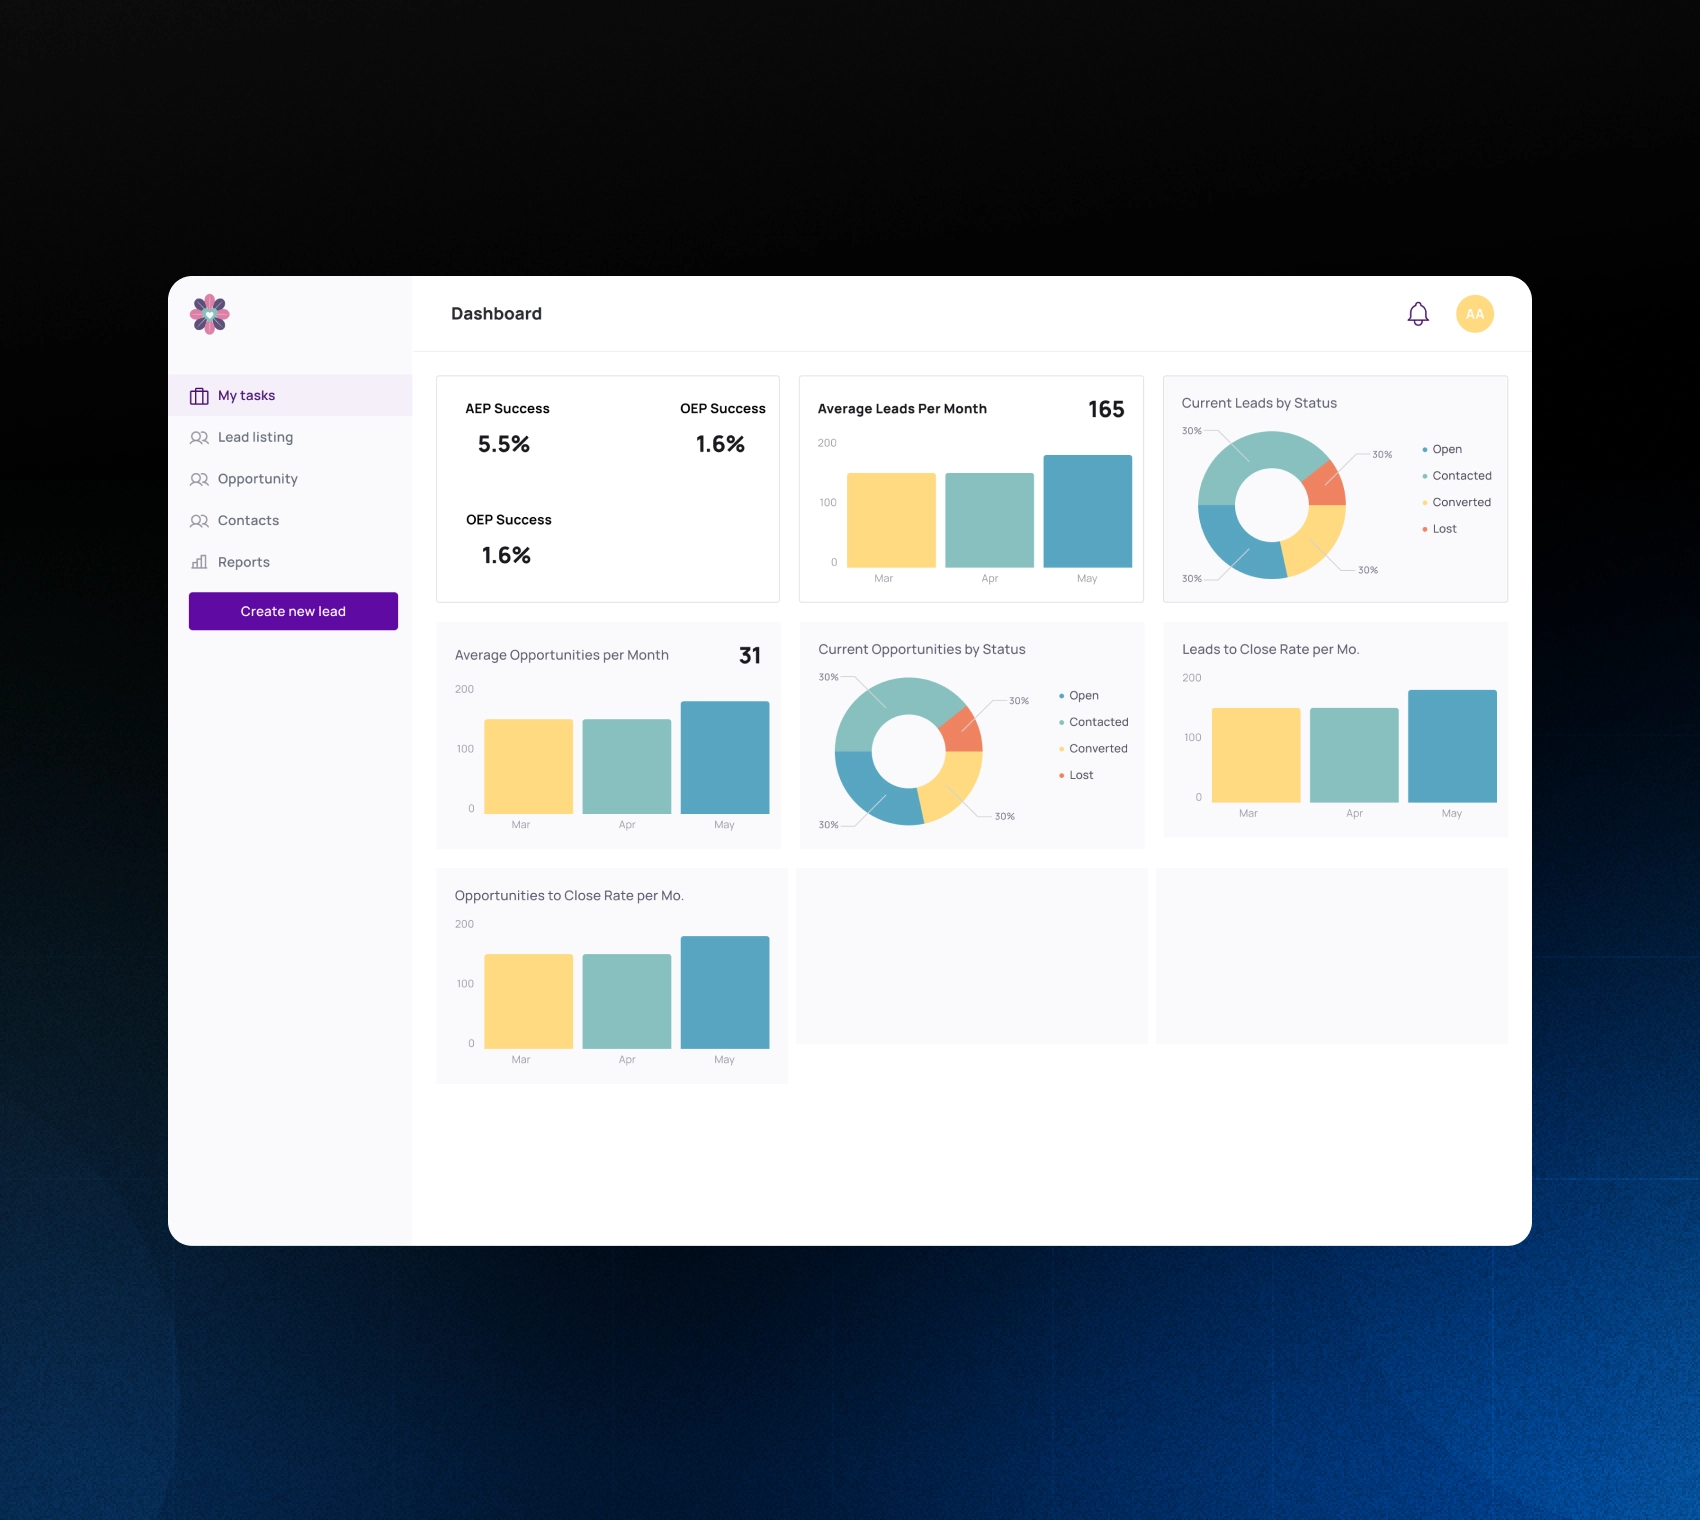 Dashboard
AA
My tasks
Lead listing
Opportunity
Contacts
Reports
Create new lead
AEP Success
5.5%
OEP Success
1.6%
OEP Success
1.6%
Average Leads Per Month
165
200
100
0
Mar
Apr
May
Current Leads by Status
30%
30%
30%
30%
Open
Contacted
Converted
Lost
Average Opportunities per Month
31
200
100
0
Mar
Apr
May
Current Opportunities by Status
30%
30%
30%
30%
Open
Contacted
Converted
Lost
Leads to Close Rate per Mo.
200
100
0
Mar
Apr
May
Opportunities to Close Rate per Mo.
200
100
0
Mar
Apr
May